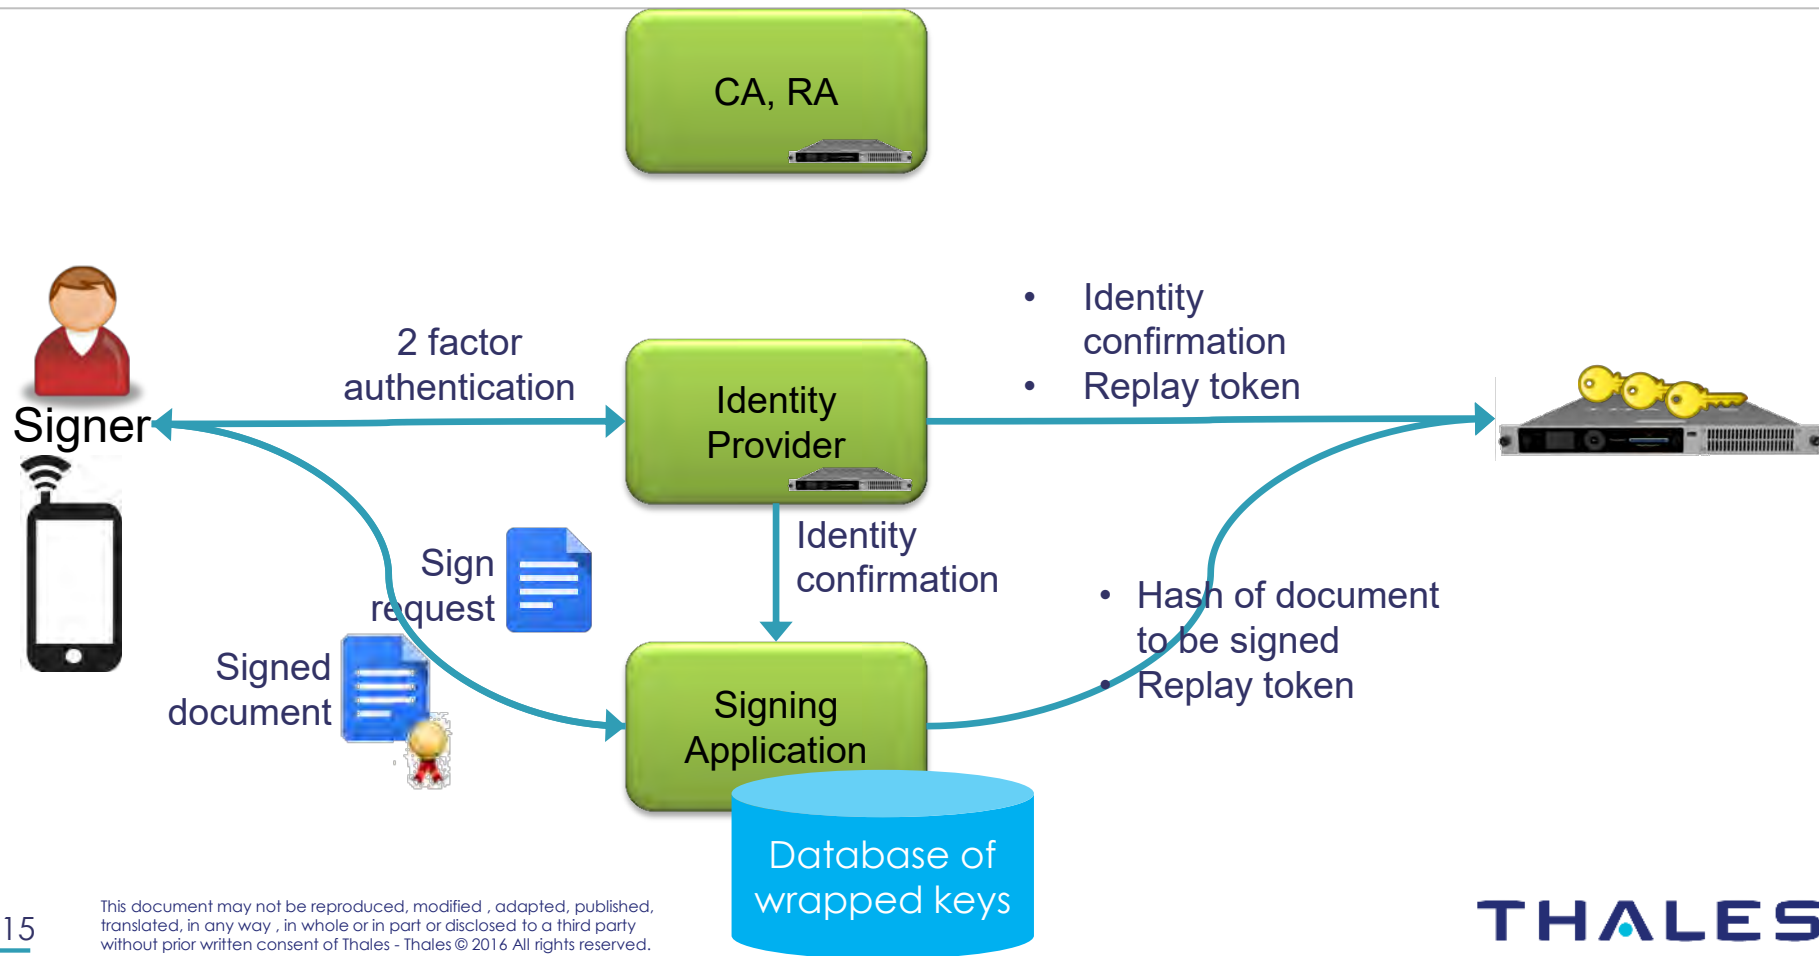 CA, RA
2 factor
authentication
Signer
Identity
Provider
• Identity
confirmation
• Replay token
Identity
confirmation
Sign
request
Signed
document
Signing
Application
• Hash of document
to be signed
• Replay token
Database of
wrapped keys
15
This document may not be reproduced, modified , adapted, published,
translated, in any way , in whole or in part or disclosed to a third party
without prior written consent of Thales - Thales © 2016 All rights reserved.
THALES